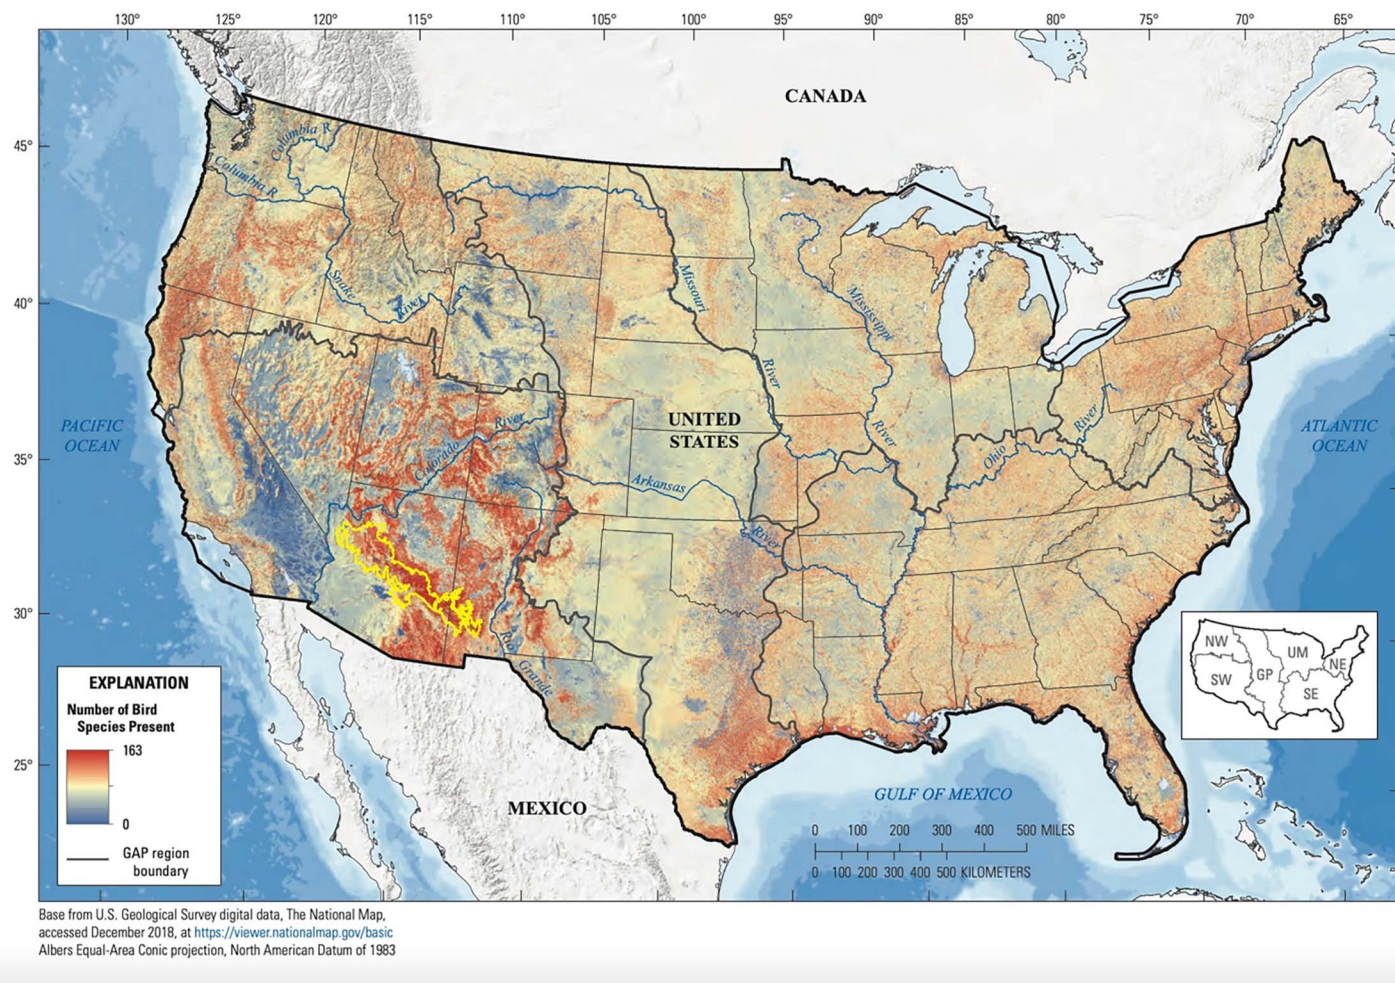 130° 125° 120° 115° 110° 105° 100° 95° 90° 85° 80° 75° 70° 65°
CANADA
45°
Columbia R
Columbia R
Snake
River
Missouri
River
Mississippi
River
40°
PACIFIC
OCEAN
UNITED
STATES
ATLANTIC
OCEAN
Colorado
River
Ohio
River
35°
Arkansas
River
30°
Rio
Grande
NW
UM
NE
GP
SW
SE
EXPLANATION
Number of Bird
Species Present
163
0
GAP region
boundary
25°
MEXICO
GULF OF MEXICO
0 100 200 300 400 500 MILES
0 100 200 300 400 500 KILOMETERS
Base from U.S. Geological Survey digital data, The National Map,
accessed December 2018, at https://viewer.nationalmap.gov/basic
Albers Equal-Area Conic projection, North American Datum of 1983